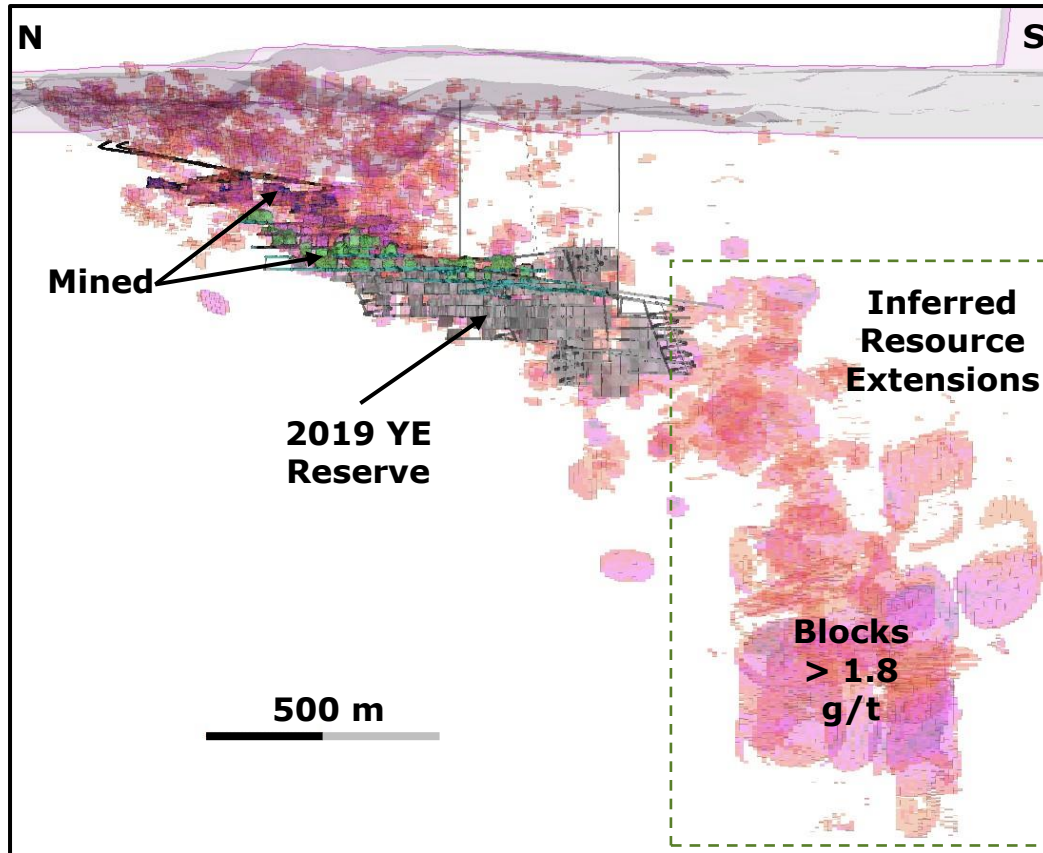 N
S
Mined
Inferred
Resource
Extensions
2019 YE
Reserve
Blocks
> 1.8
g/t
500 m